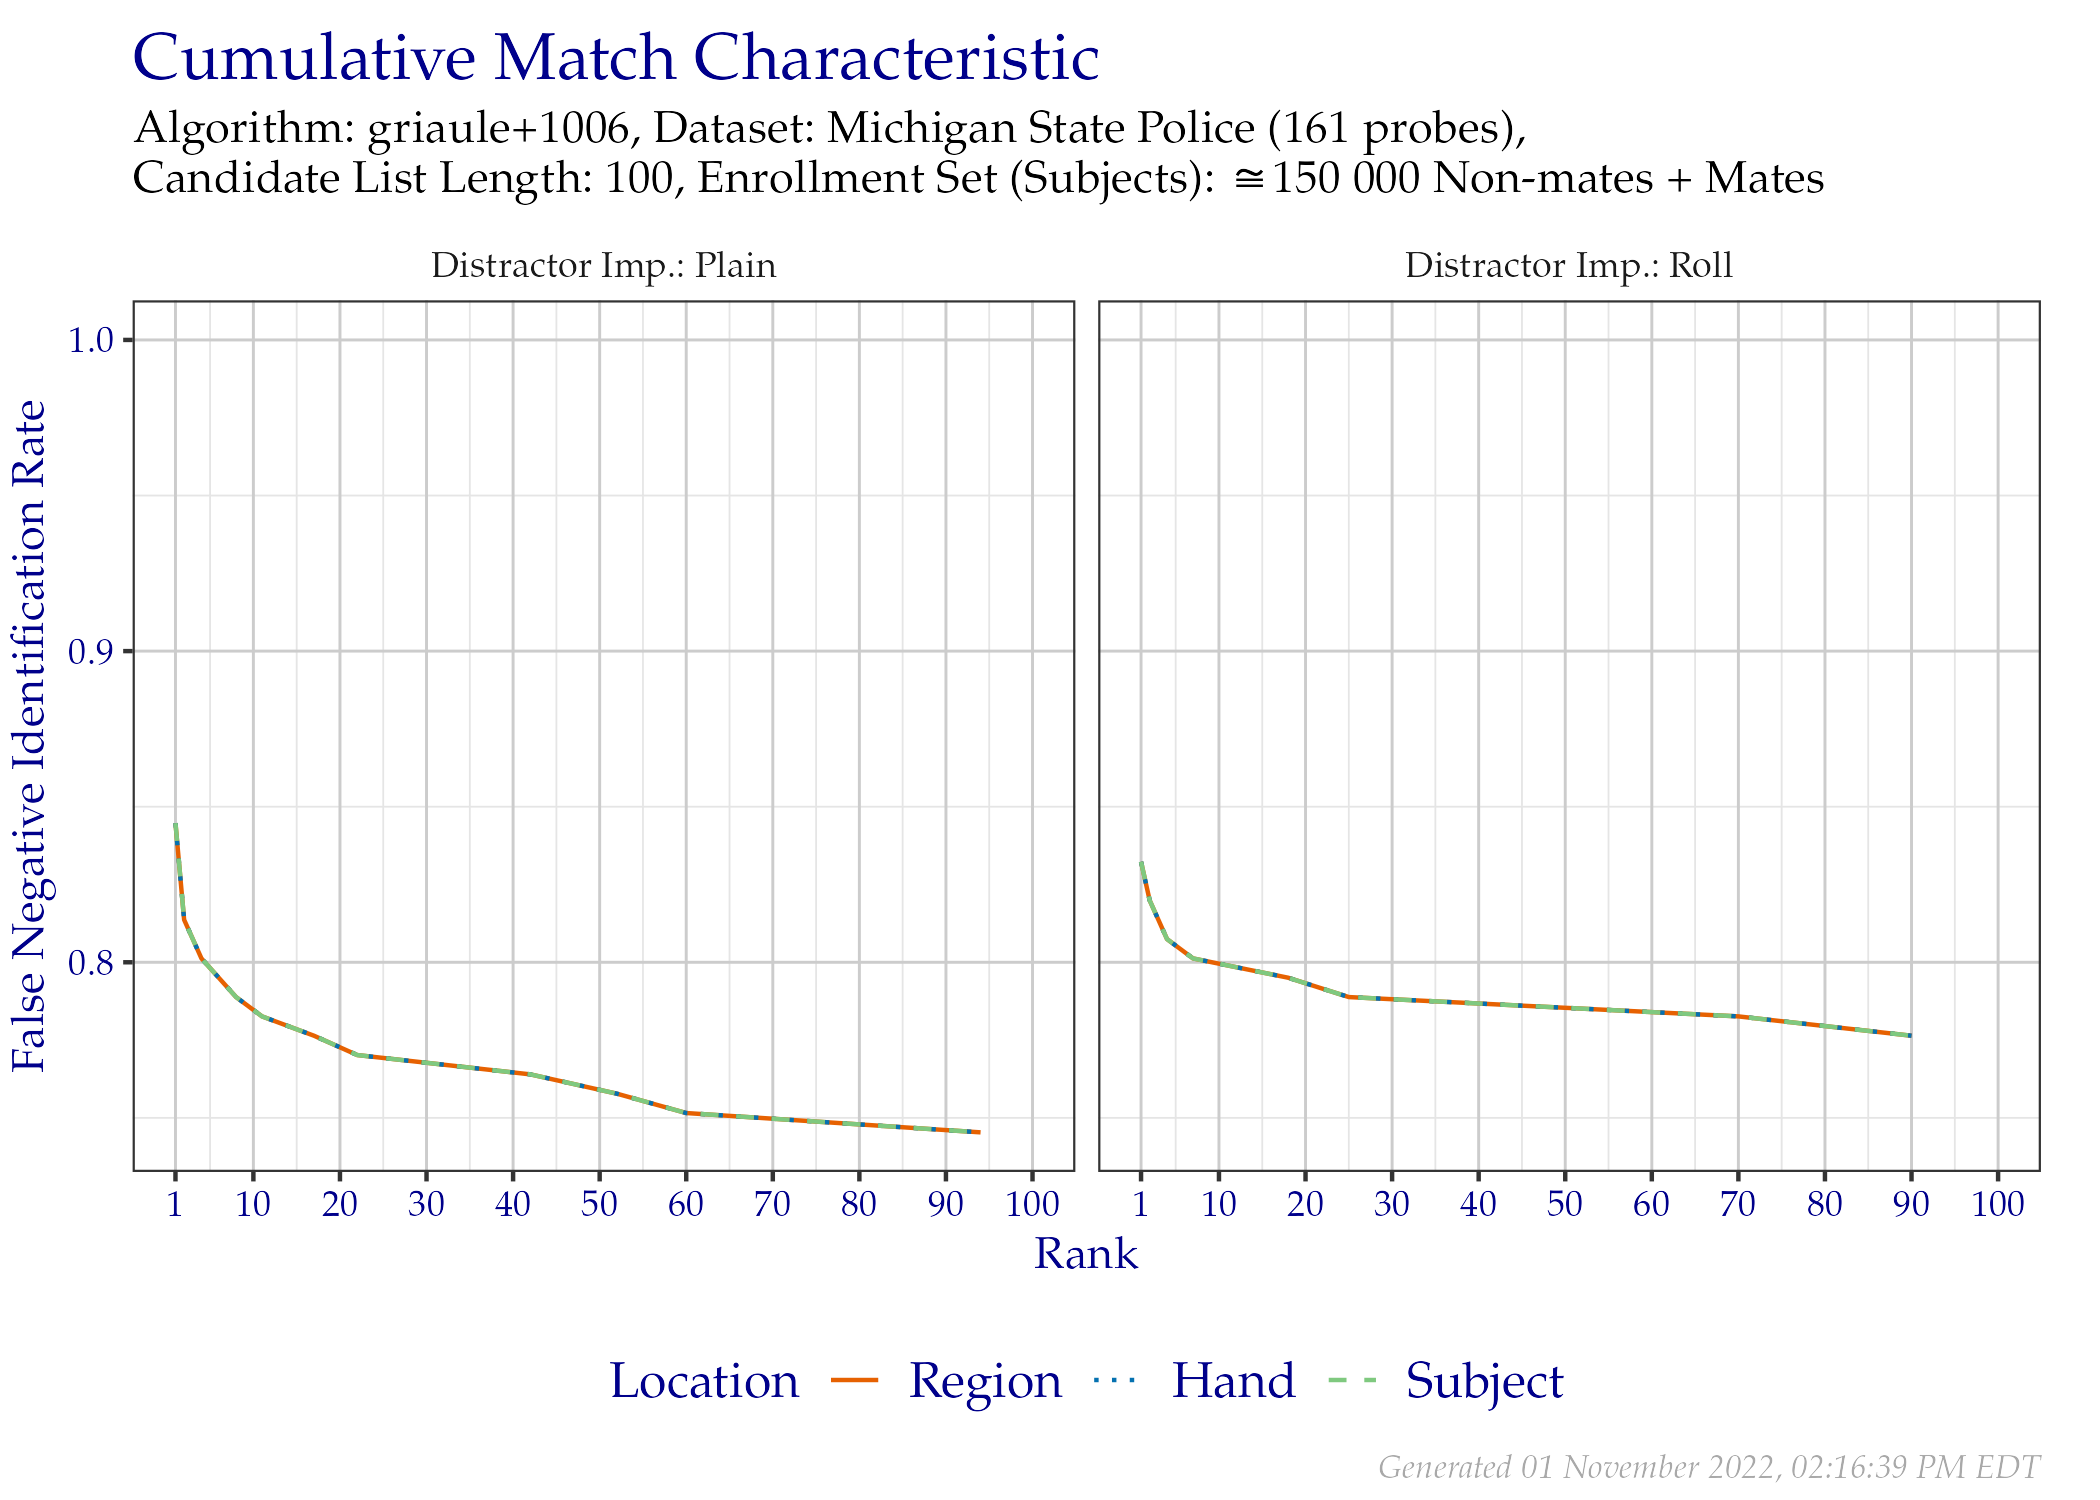 Cumulative Match Characteristic
Algorithm: griaule+1006, Dataset: Michigan State Police (161 probes),
Candidate List Length: 100, Enrollment Set (Subjects): ≅150 000 Non-mates + Mates
Distractor Imp.: Plain
Distractor Imp.: Roll
False Negative Identification Rate
1.0
0.9
0.8
1 10 20 30 40 50 60 70 80 90 100
1 10 20 30 40 50 60 70 80 90 100
Rank
Location Region Hand Subject
Generated 01 November 2022, 02:16:39 PM EDT